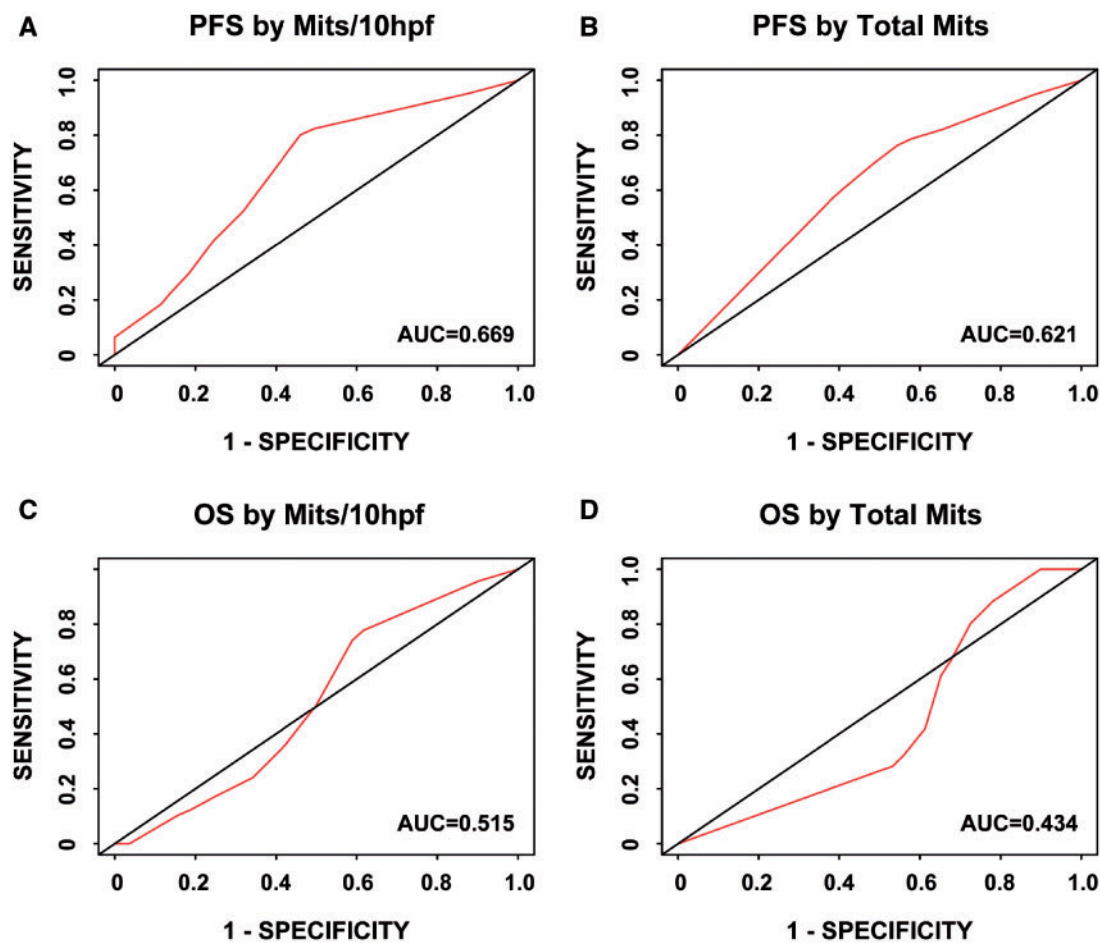 A
PFS by Mits/10hpf
SENSITIVITY
1.0
0.8
0.6
0.4
0.2
0
AUC=0.669
0 0.2 0.4 0.6 0.8 1.0
1 - SPECIFICITY
B
PFS by Total Mits
SENSITIVITY
1.0
0.8
0.6
0.4
0.2
0
AUC=0.621
0 0.2 0.4 0.6 0.8 1.0
1 - SPECIFICITY
C
OS by Mits/10hpf
SENSITIVITY
0.8
0.6
0.4
0.2
0
AUC=0.515
0 0.2 0.4 0.6 0.8 1.0
1 - SPECIFICITY
D
OS by Total Mits
SENSITIVITY
1.0
0.8
0.6
0.4
0.2
0
AUC=0.434
0 0.2 0.4 0.6 0.8 1.0
1 - SPECIFICITY